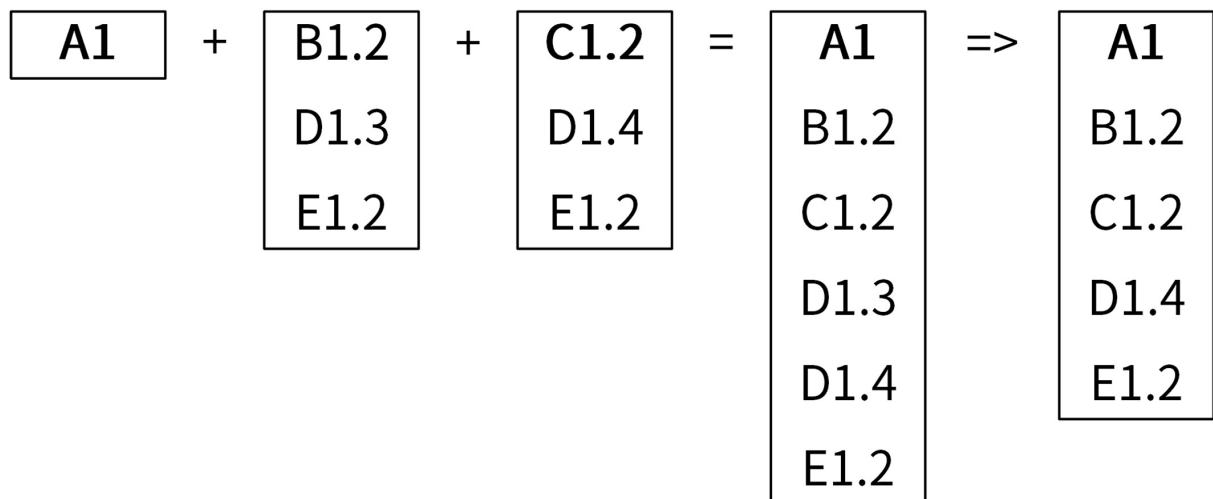 A1 + B1.2 + C1.2 = A1 => A1
D1.3 D1.4 B1.2 B1.2
E1.2 E1.2 C1.2 C1.2
D1.3 D1.4
D1.4 E1.2
E1.2